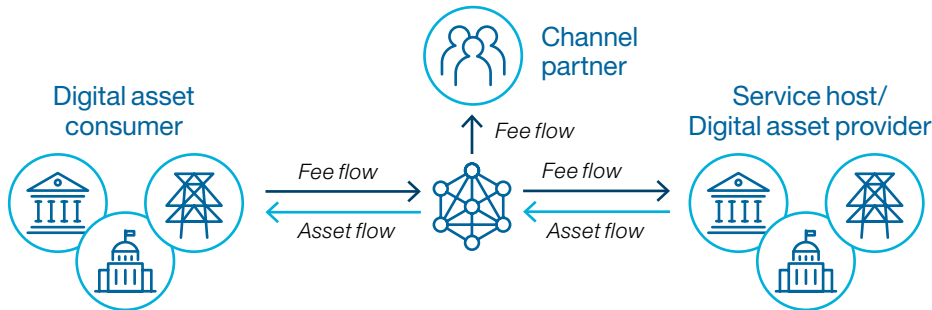 Channel
partner
Digital asset
consumer
Service host/
Digital asset provider
Fee flow
Fee flow
Fee flow
Asset flow
Asset flow